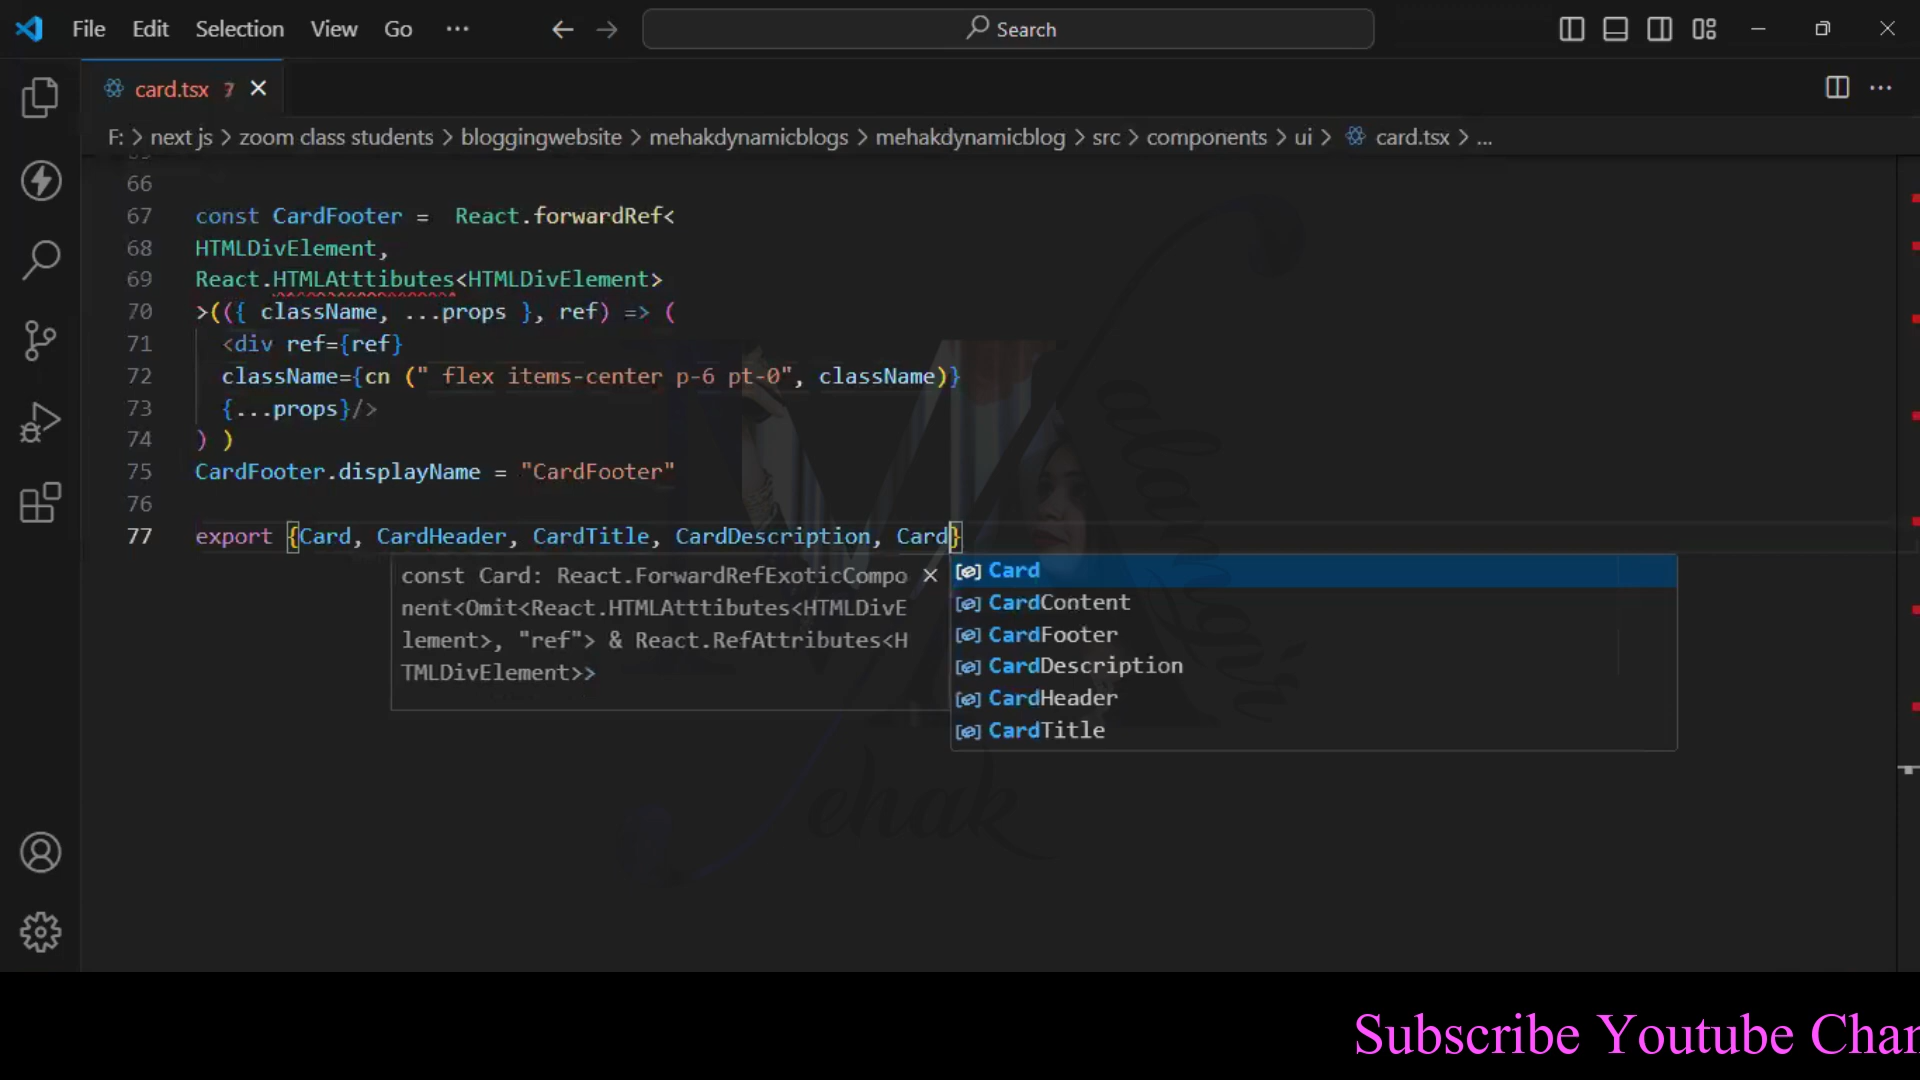 File Edit Selection View Go ... Search
card.tsx 7
F: > next js > zoom class students > bloggingwebsite > mehakdynamicblogs > mehakdynamicblog > src > components > ui > card.tsx > ...
66
67 const CardFooter = React.forwardRef<
68 HTMLDivElement,
69 React.HTMLAtttibutes<HTMLDivElement>
70 >(({ className, ...props }, ref) => (
71 <div ref={ref}
72 className={cn (" flex items-center p-6 pt-0", className)}
73 {...props}/>
74 ) )
75 CardFooter.displayName = "CardFooter"
76
77 export {Card, CardHeader, CardTitle, CardDescription, Card}
const Card: React.ForwardRefExoticCompo
nent<Omit<React.HTMLAtttibutes<HTMLDivE
lement>, "ref"> & React.RefAttributes<H
TMLDivElement>>
Card
CardContent
CardFooter
CardDescription
CardHeader
CardTitle
Malangi
Mehak
Subscribe Youtube Chan